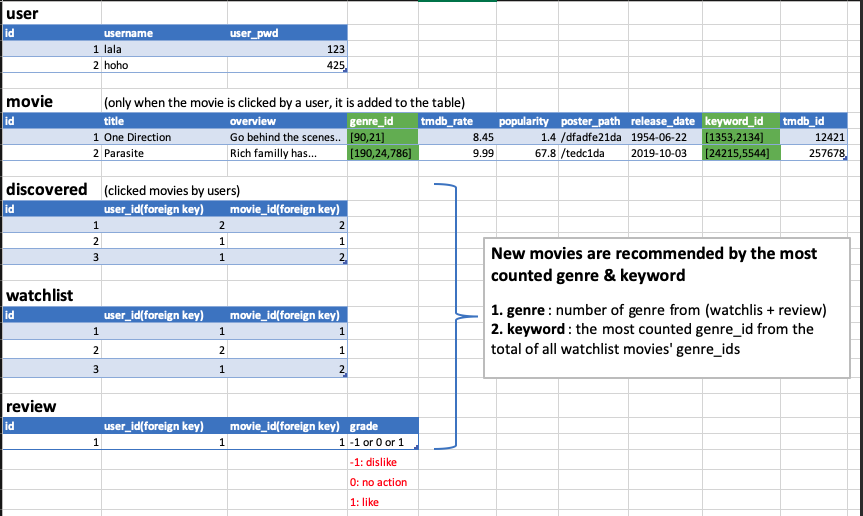 user
id username user_pwd
1 lala 123
2 hoho 425
movie (only when the movie is clicked by a user, it is added to the table)
id title overview genre_id tmdb_rate popularity poster_path release_date keyword_id tmdb_id
1 One Direction Go behind the scenes.. [90,21] 8.45 1.4 /dfadfe21da 1954-06-22 [1353,2134] 12421
2 Parasite Rich familly has... [190,24,786] 9.99 67.8 /tedc1da 2019-10-03 [24215,5544] 257678
discovered (clicked movies by users)
id user_id(foreign key) movie_id(foreign key)
1 2 2
2 1 1
3 1 2
New movies are recommended by the most
counted genre & keyword
1. genre : number of genre from (watchlis + review)
2. keyword : the most counted genre_id from the
total of all watchlist movies' genre_ids
watchlist
id user_id(foreign key) movie_id(foreign key)
1 1 1
2 2 1
3 1 2
review
id user_id(foreign key) movie_id(foreign key) grade
1 1 1 -1 or 0 or 1
-1: dislike
0: no action
1: like